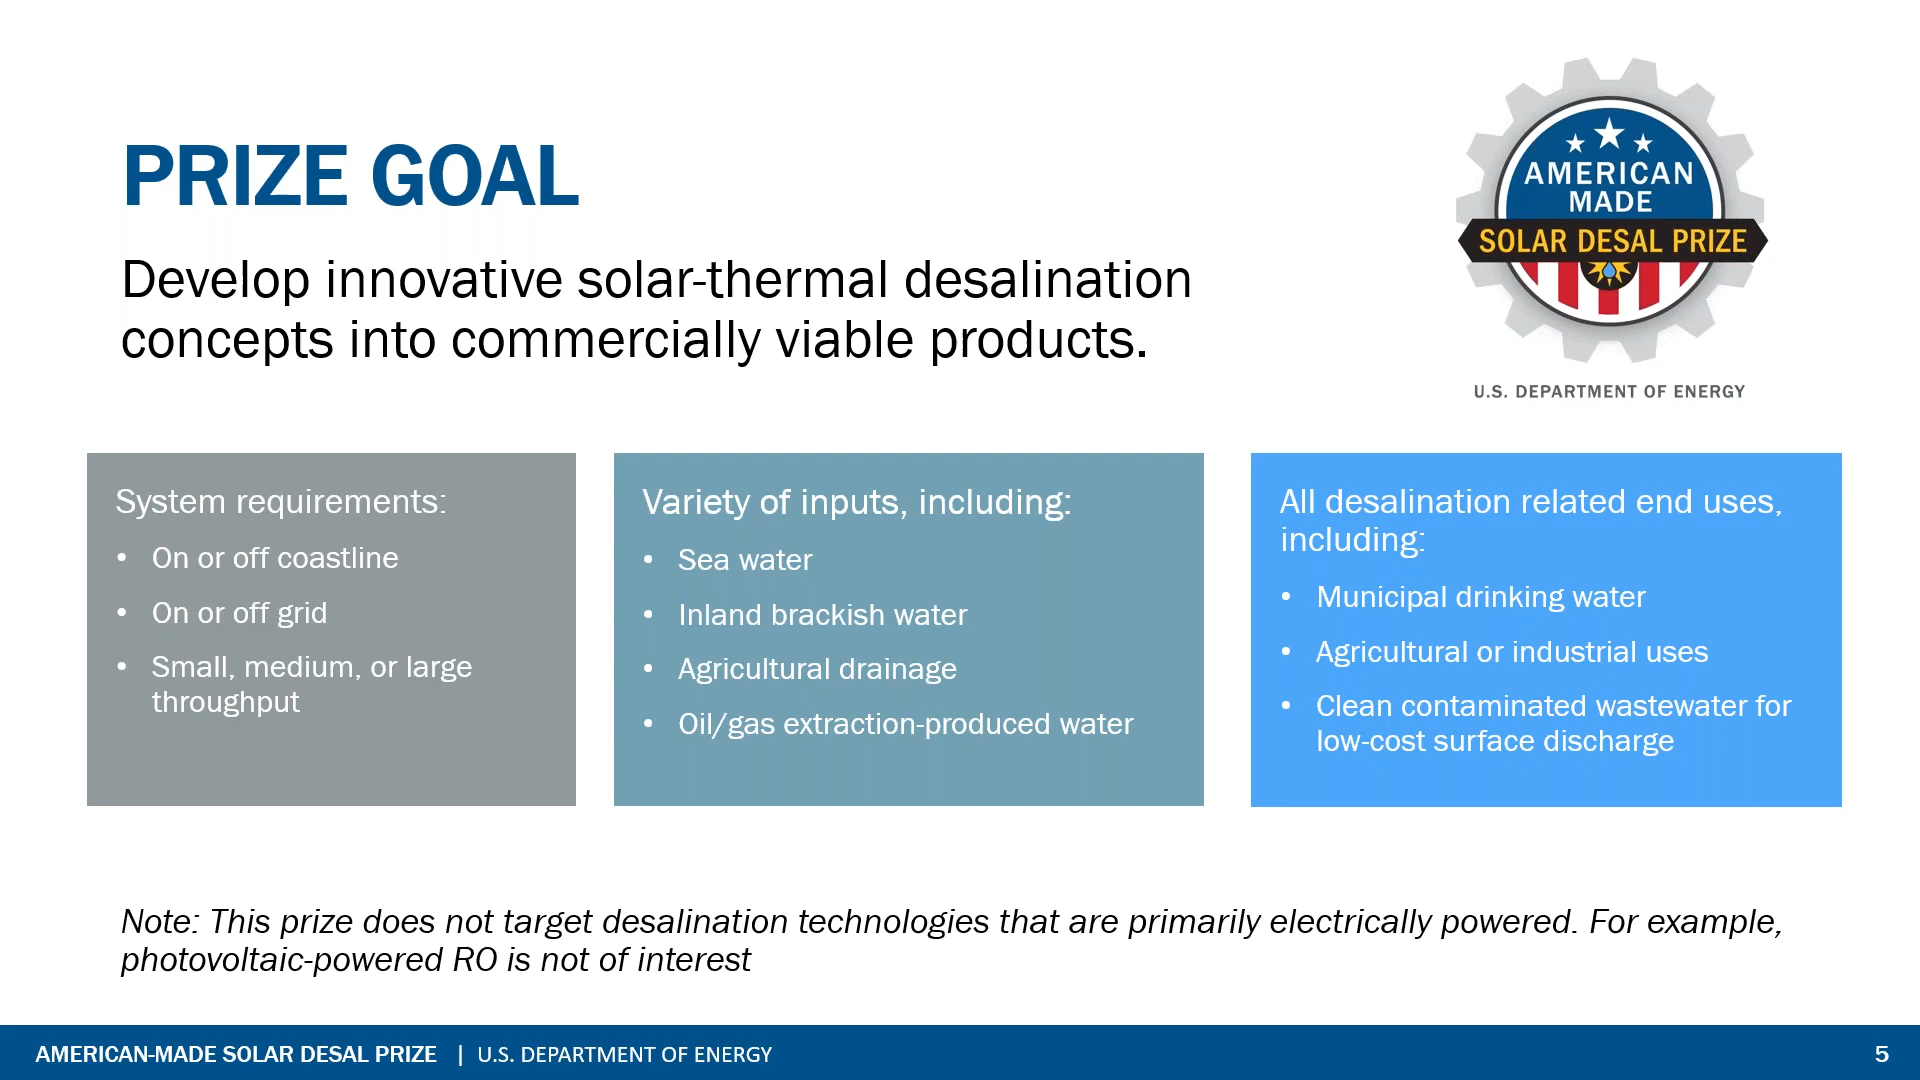 PRIZE GOAL
Develop innovative solar-thermal desalination
concepts into commercially viable products.
AMERICAN
MADE
SOLAR DESAL PRIZE
U.S. DEPARTMENT OF ENERGY
System requirements:
• On or off coastline
• On or off grid
• Small, medium, or large
throughput
Variety of inputs, including:
• Sea water
• Inland brackish water
• Agricultural drainage
• Oil/gas extraction-produced water
All desalination related end uses,
including:
• Municipal drinking water
• Agricultural or industrial uses
• Clean contaminated wastewater for
low-cost surface discharge
Note: This prize does not target desalination technologies that are primarily electrically powered. For example,
photovoltaic-powered RO is not of interest
AMERICAN-MADE SOLAR DESAL PRIZE | U.S. DEPARTMENT OF ENERGY
5